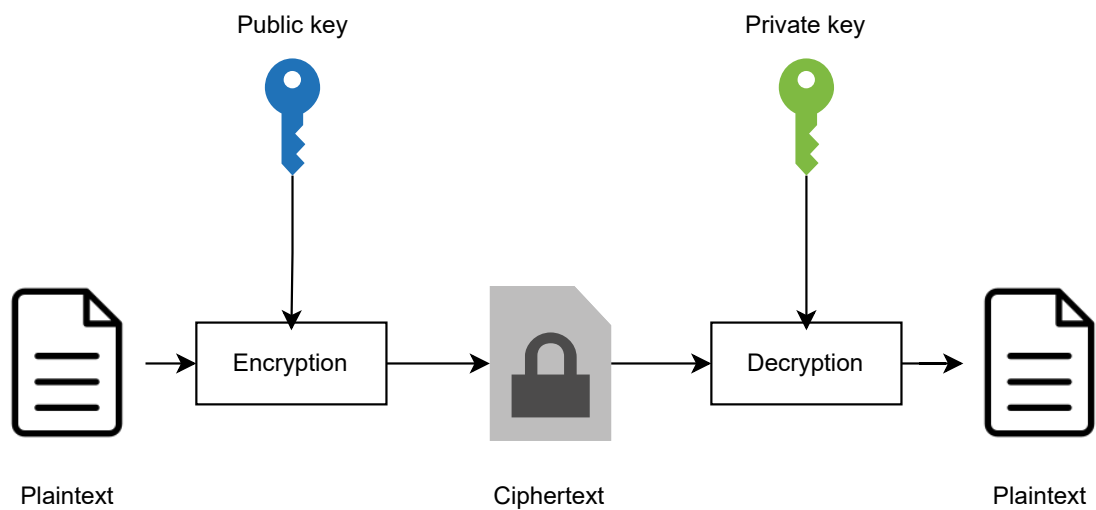 Public key
Private key
Encryption
Decryption
Plaintext
Ciphertext
Plaintext